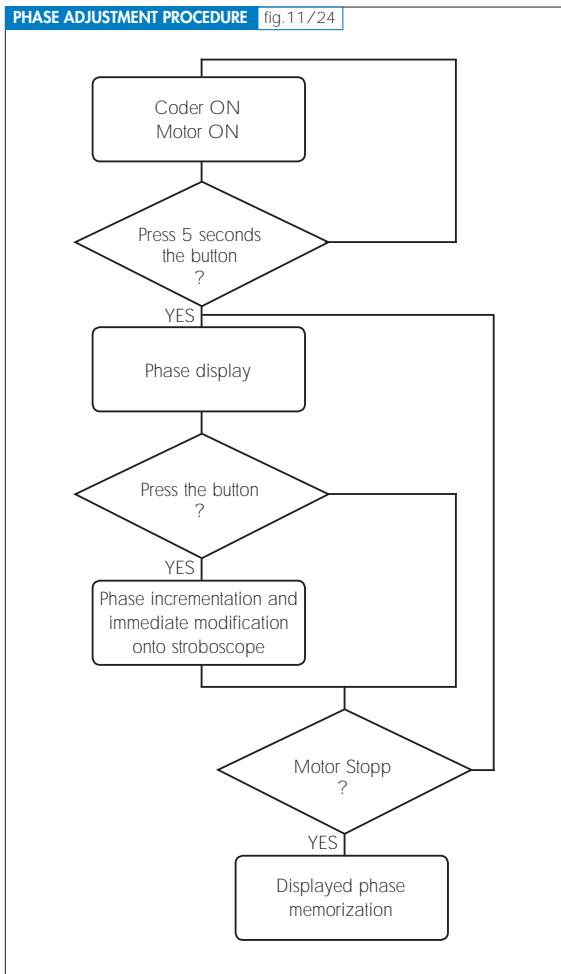 PHASE ADJUSTMENT PROCEDURE fig.11/24
Coder ON
Motor ON
Press 5 seconds
the button
?
YES
Phase display
Press the button
?
YES
Phase incrementation and
immediate modification
onto stroboscope
Motor Stopp
?
YES
Displayed phase
memorization